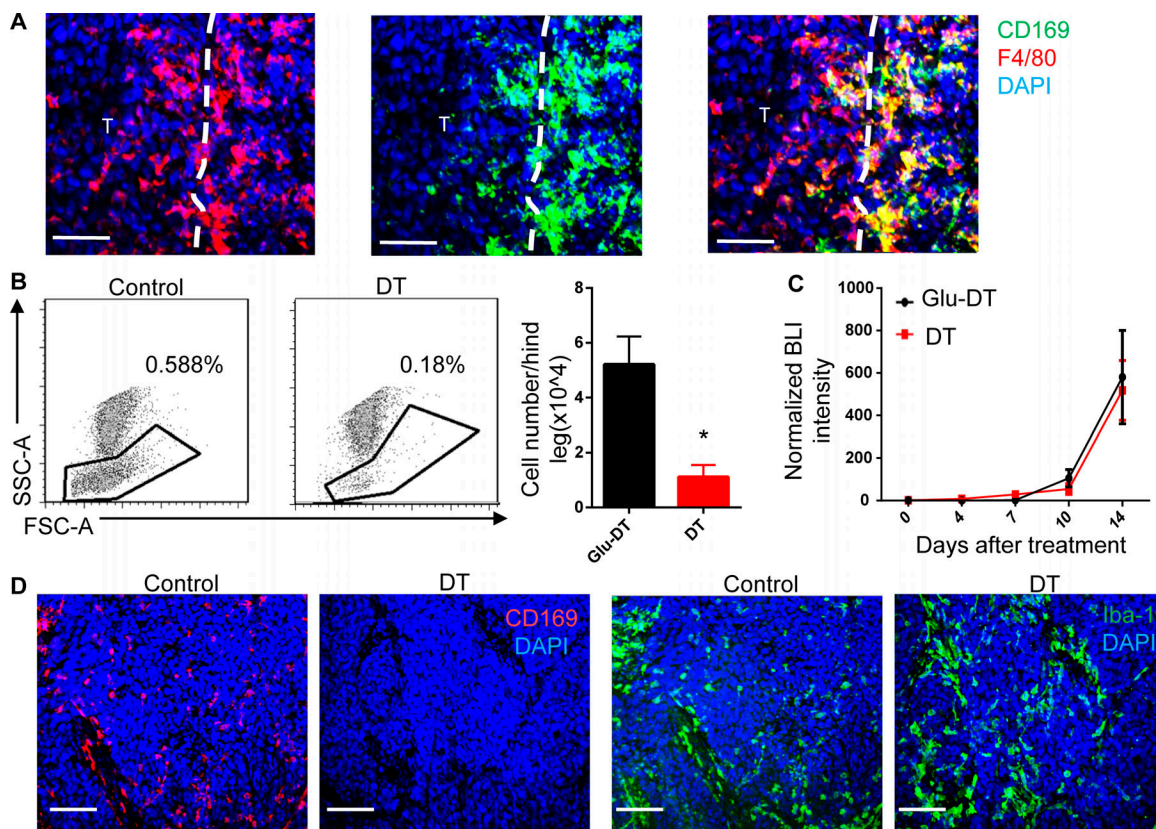 A
T
T
T
CD169
F4/80
DAPI
B
Control
DT
0.588%
0.18%
SSC-A
FSC-A
Cell number/hind
leg(x10^4)
8
6
4
2
0
*
Glu-DT
DT
C
Glu-DT
DT
Normalized BLI
intensity
1000
800
600
400
200
0
0
4
7
10
14
Days after treatment
D
Control
DT
Control
DT
CD169
DAPI
Iba-1
DAPI